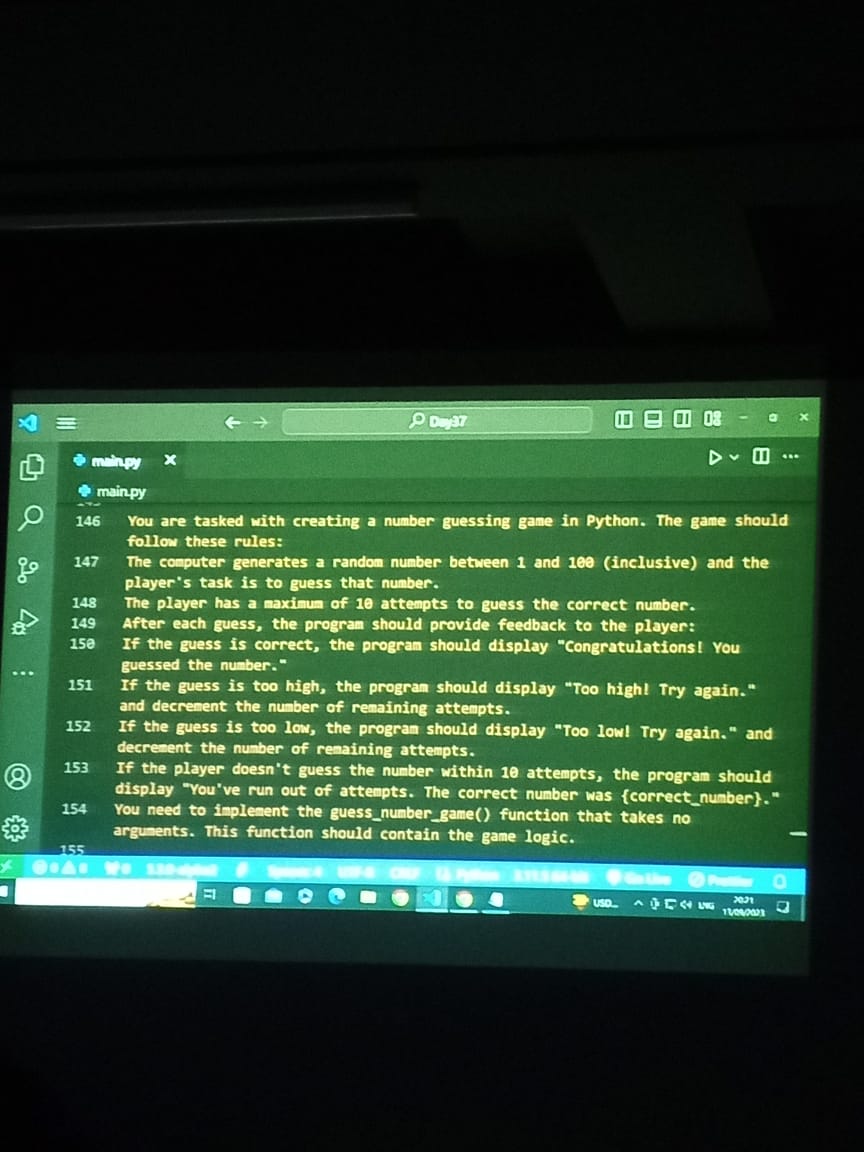 Day37
main.py
main.py
146 You are tasked with creating a number guessing game in Python. The game should
follow these rules:
147 The computer generates a random number between 1 and 100 (inclusive) and the
player's task is to guess that number.
148 The player has a maximum of 10 attempts to guess the correct number.
149 After each guess, the program should provide feedback to the player:
150 If the guess is correct, the program should display "Congratulations! You
guessed the number."
151 If the guess is too high, the program should display "Too high! Try again."
and decrement the number of remaining attempts.
152 If the guess is too low, the program should display "Too low! Try again." and
decrement the number of remaining attempts.
153 If the player doesn't guess the number within 10 attempts, the program should
display "You've run out of attempts. The correct number was {correct_number}."
154 You need to implement the guess_number_game() function that takes no
arguments. This function should contain the game logic.
155
UTF-8 CRLF Python Go Live Prettier
USD... ENG 20:21
13/09/2023